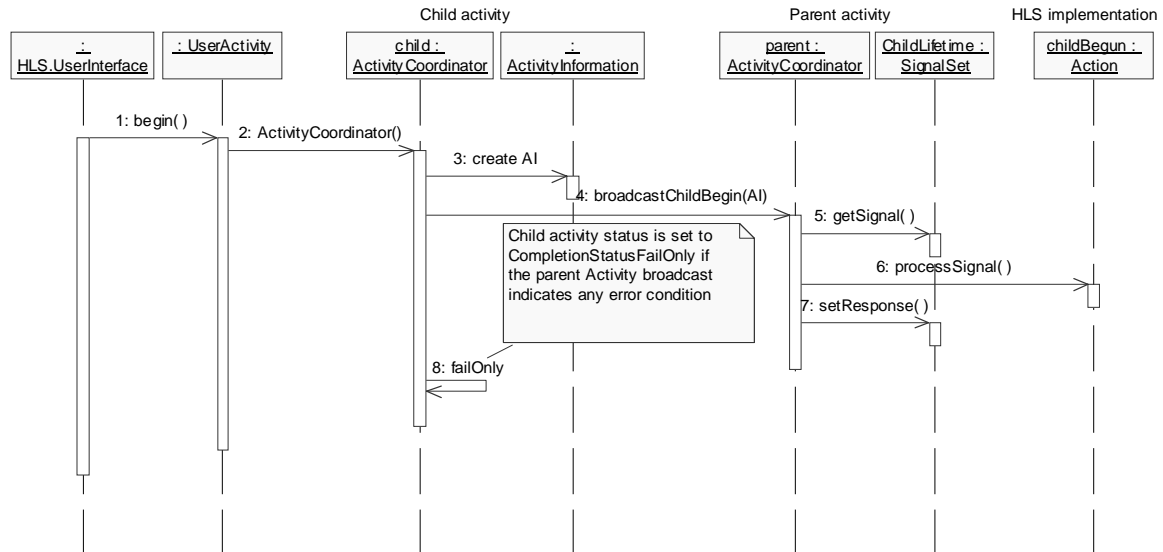 Child activity
Parent activity
HLS implementation
:
HLS.UserInterface
: UserActivity
child :
ActivityCoordinator
:
ActivityInformation
parent :
ActivityCoordinator
ChildLifetime :
SignalSet
childBegun :
Action
1: begin( )
2: ActivityCoordinator()
3: create AI
4: broadcastChildBegin(AI)
5: getSignal( )
Child activity status is set to
CompletionStatusFailOnly if
the parent Activity broadcast
indicates any error condition
6: processSignal( )
7: setResponse( )
8: failOnly